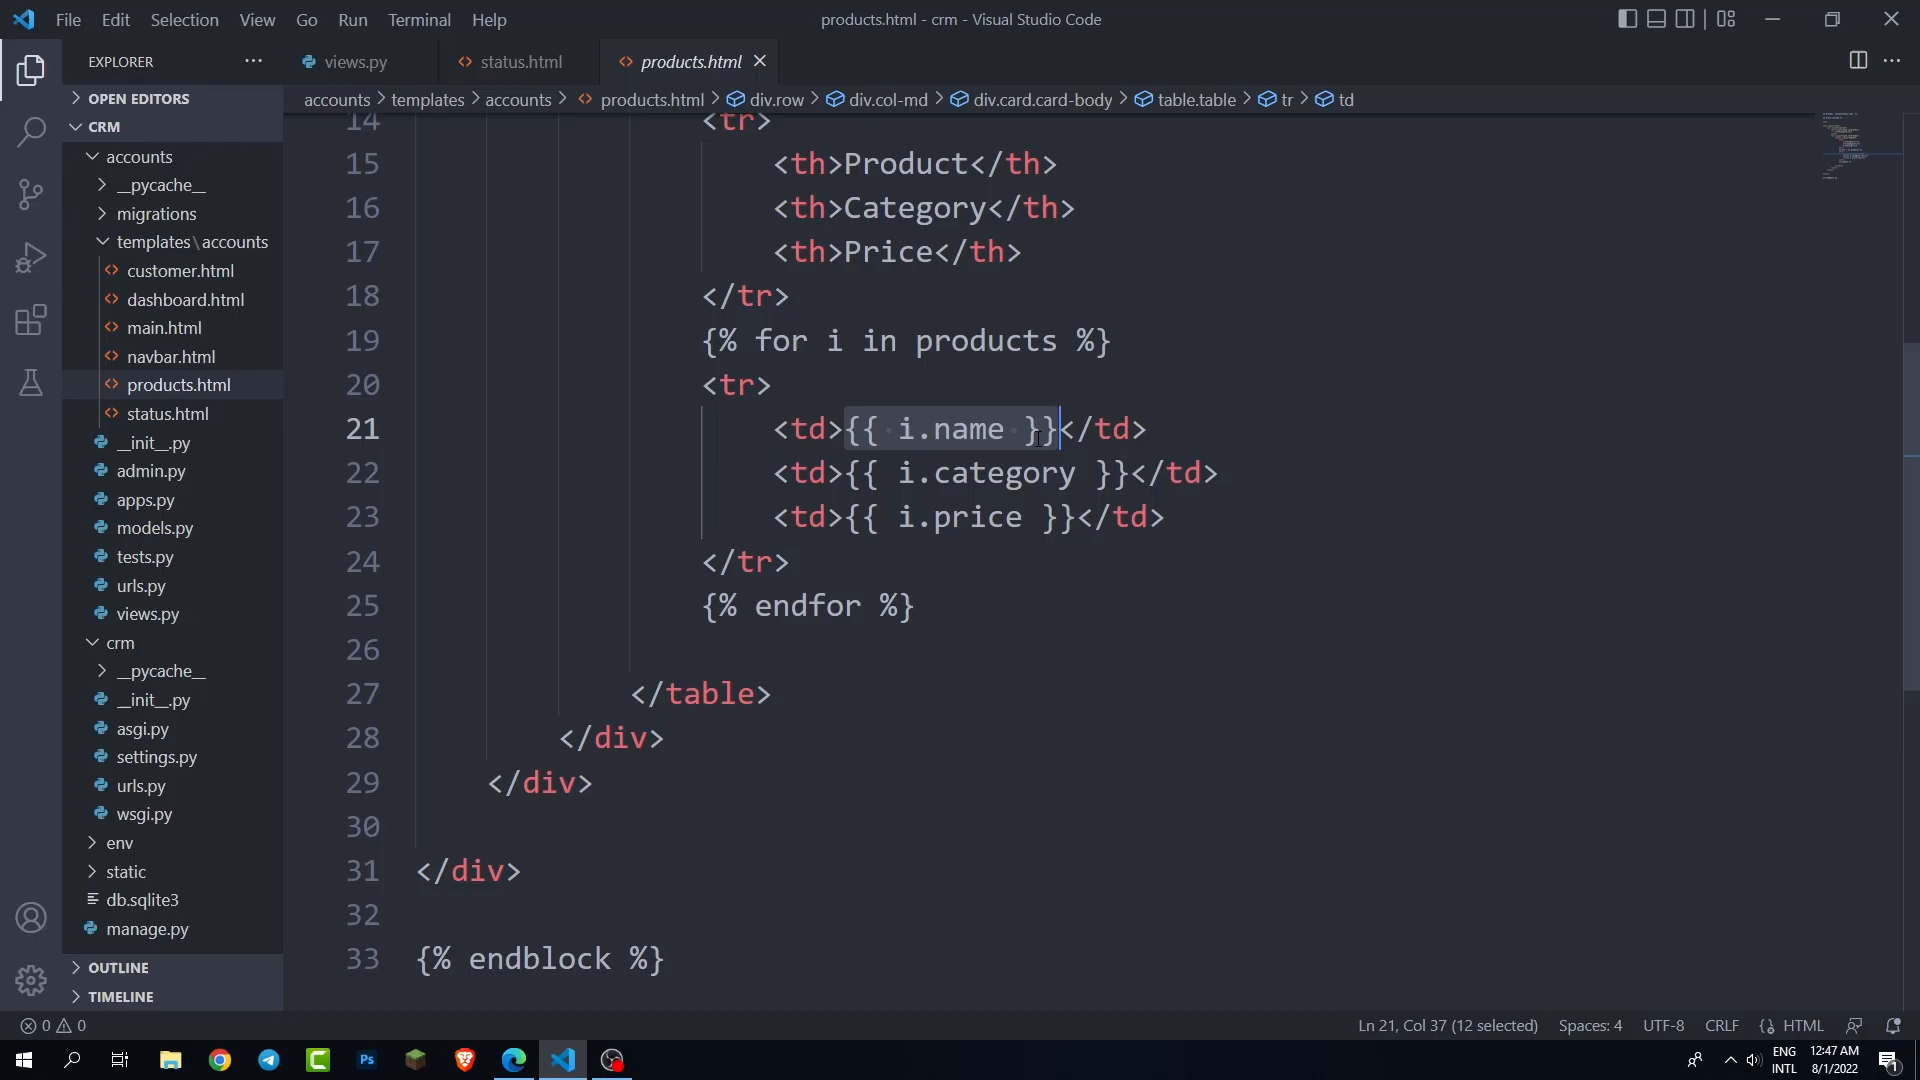 File Edit Selection View Go Run Terminal Help
products.html - crm - Visual Studio Code
EXPLORER
views.py
status.html
products.html
OPEN EDITORS
accounts > templates > accounts > products.html > div.row > div.col-md > div.card.card-body > table.table > tr > td
CRM
accounts
__pycache__
migrations
templates\accounts
customer.html
dashboard.html
main.html
navbar.html
products.html
status.html
__init__.py
admin.py
apps.py
models.py
tests.py
urls.py
views.py
crm
__pycache__
__init__.py
asgi.py
settings.py
urls.py
wsgi.py
env
static
db.sqlite3
manage.py
OUTLINE
TIMELINE
14 <tr>
15 <th>Product</th>
16 <th>Category</th>
17 <th>Price</th>
18 </tr>
19 {% for i in products %}
20 <tr>
21 <td>{{ i.name }}</td>
22 <td>{{ i.category }}</td>
23 <td>{{ i.price }}</td>
24 </tr>
25 {% endfor %}
26
27 </table>
28 </div>
29 </div>
30
31 </div>
32
33 {% endblock %}
0 0
Ln 21, Col 37 (12 selected) Spaces: 4 UTF-8 CRLF HTML
Ps
ENG
INTL
12:47 AM
8/1/2022
1